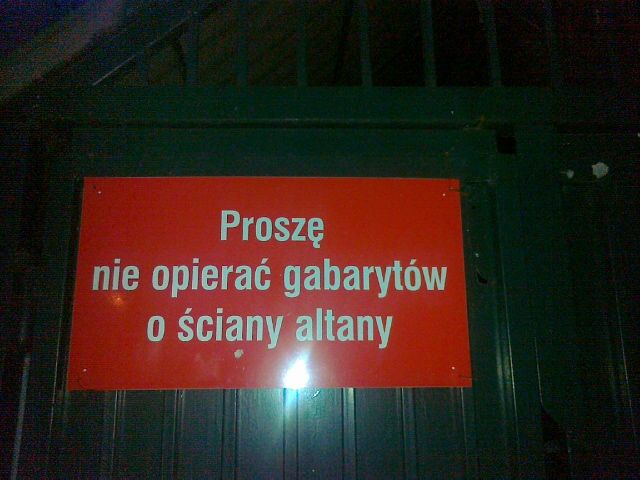 Proszę
nie opierać gabarytów
o ściany altany